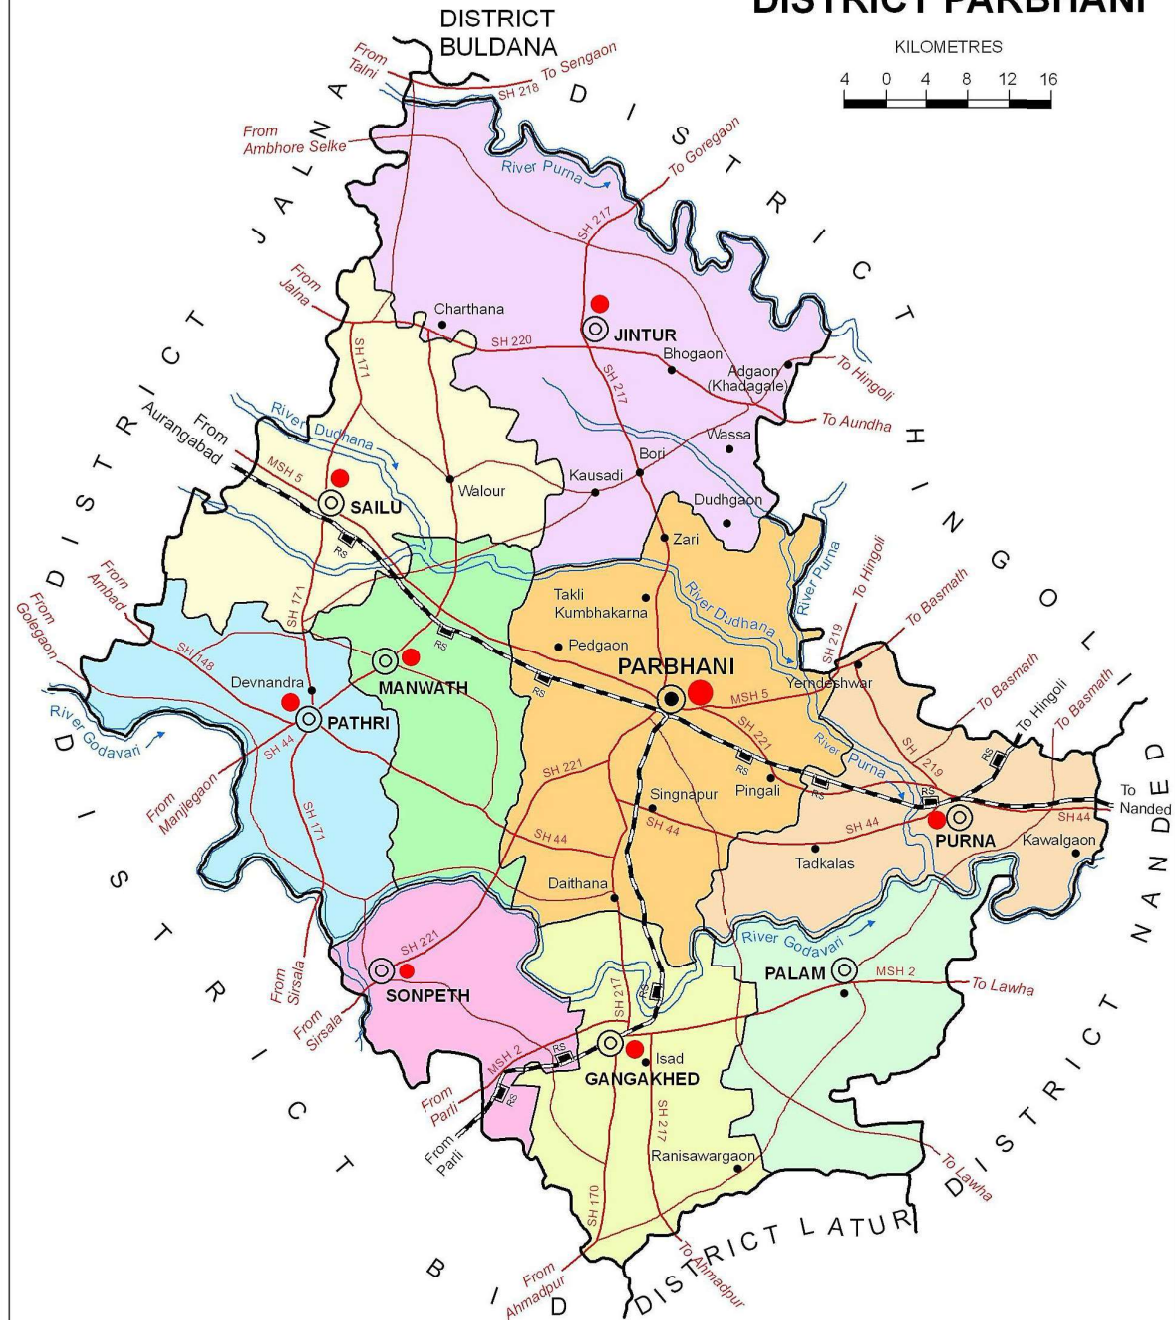 DISTRICT PARBHANI
DISTRICT
BULDANA
KILOMETRES
4 0 4 8 12 16
From
Talni
To Sengaon
SH 218
From
Ambhore Selke
River Purna
To Goregaon
SH 217
DISTRICT HINGOLI
DISTRICT JALNA
From
Jalna
Charthana
JINTUR
SH 220
Bhogaon
SH 171
SH 217
Adgaon
(Khadagale)
To Hingoli
To Aundha
From
Aurangabad
River Dudhana
MSH 5
Wassa
Bori
Kausadi
Walour
SAILU
Dudhgaon
RS
Zari
River Purna
To Hingoli
From
Ambad
From
Golegaon
SH 171
Takli
Kumbhakarna
River Dudhana
To Basmath
SH 219
RS
Pedgaon
SH 148
PARBHANI
Devnandra
MANWATH
RS
MSH 5
Yemdeshwar
To Basmath
To Hingoli
To Basmath
PATHRI
River Godavari
SH 44
SH 221
River Purna
SH 219
RS
From
Manjlegaon
SH 221
RS
Pingali
RS
RS
To
Nanded
SH 171
Singnapur
SH 44
SH 44
SH 44
SH 44
PURNA
Kawalgaon
Tadkalas
Daithana
DISTRICT NANDED
SH 221
River Godavari
PALAM
MSH 2
To Lawha
From
Sirsala
SONPETH
From
Sirsala
RS
SH 217
MSH 2
RS
Isad
GANGAKHED
RS
From
Parli
From
Parli
SH 217
Ranisawargaon
To Lawha
SH 170
From
Ahmadpur
To Ahmadpur
DISTRICT BID
DISTRICT LATUR